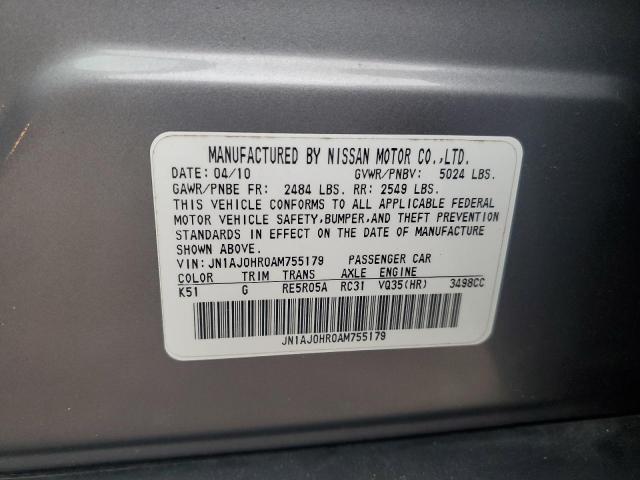 MANUFACTURED BY NISSAN MOTOR CO.,LTD.
DATE: 04/10 GVWR/PNBV: 5024 LBS.
GAWR/PNBE FR: 2484 LBS. RR: 2549 LBS.
THIS VEHICLE CONFORMS TO ALL APPLICABLE FEDERAL
MOTOR VEHICLE SAFETY,BUMPER,AND THEFT PREVENTION
STANDARDS IN EFFECT ON THE DATE OF MANUFACTURE
SHOWN ABOVE.
VIN:JN1AJ0HR0AM755179 PASSENGER CAR
COLOR TRIM TRANS AXLE ENGINE
K51 G RE5R05A RC31 VQ35(HR) 3498CC
JN1AJ0HR0AM755179